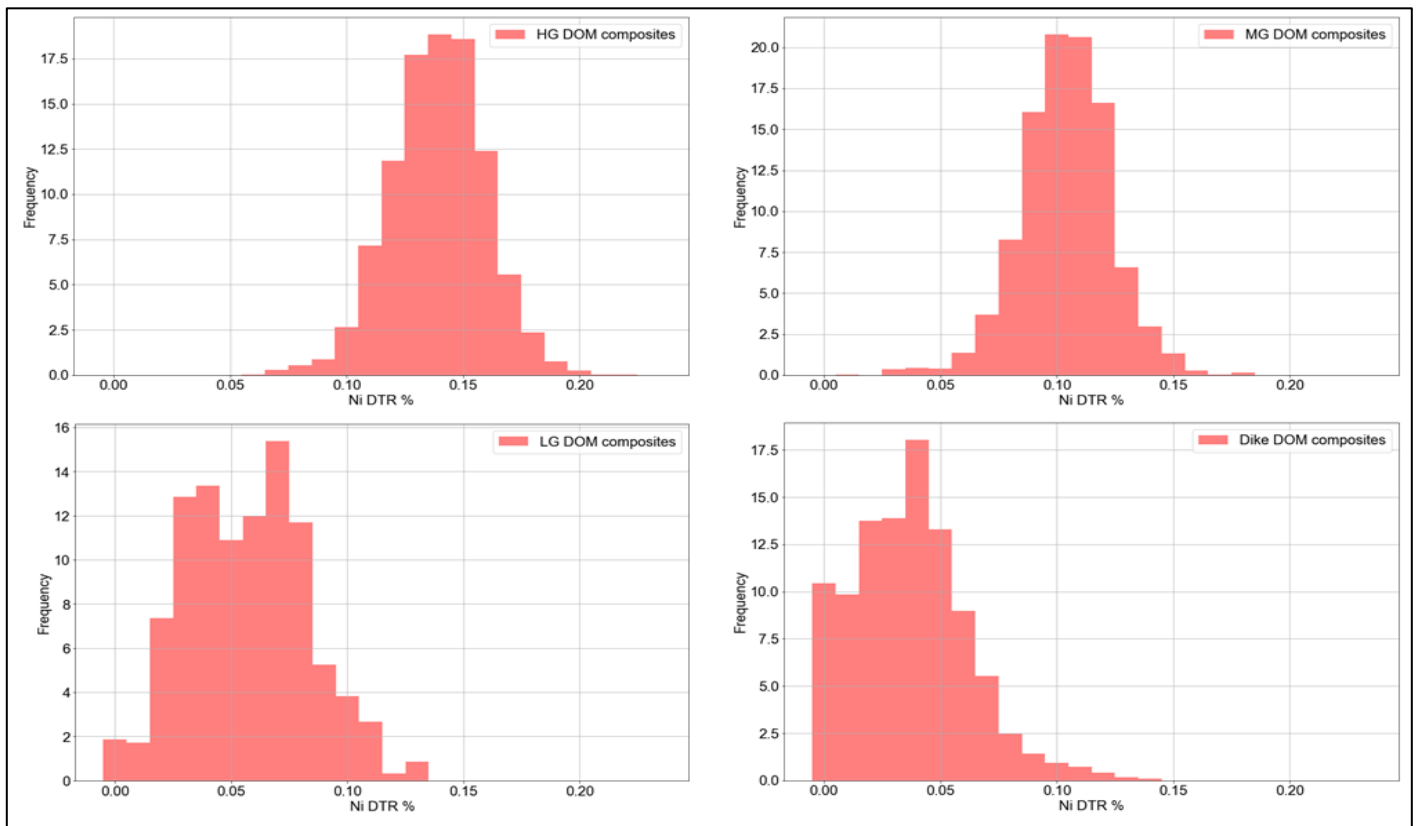 HG DOM composites
17.5
15.0
12.5
10.0
7.5
5.0
2.5
0.0
Frequency
0.00 0.05 0.10 0.15 0.20
Ni DTR %
MG DOM composites
20.0
17.5
15.0
12.5
10.0
7.5
5.0
2.5
0.0
Frequency
0.00 0.05 0.10 0.15 0.20
Ni DTR %
LG DOM composites
16
14
12
10
8
6
4
2
0
Frequency
0.00 0.05 0.10 0.15 0.20
Ni DTR %
Dike DOM composites
17.5
15.0
12.5
10.0
7.5
5.0
2.5
0.0
Frequency
0.00 0.05 0.10 0.15 0.20
Ni DTR %